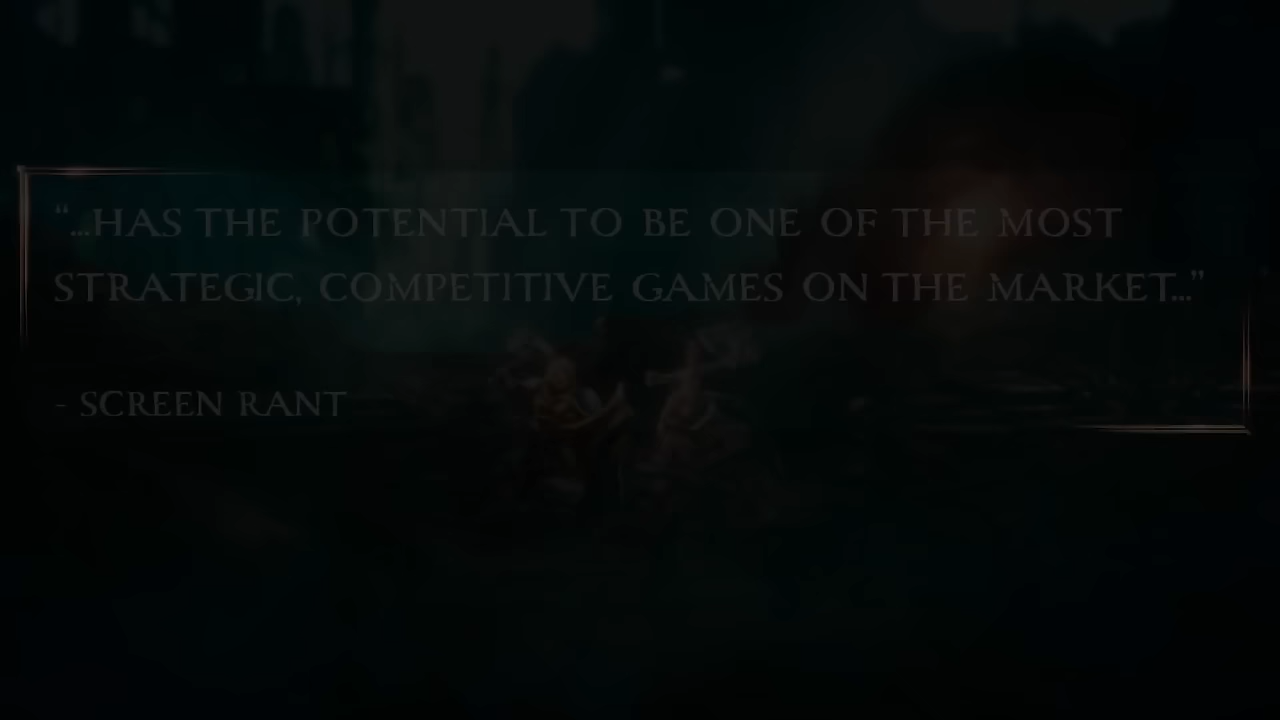 “...HAS THE POTENTIAL TO BE ONE OF THE MOST
STRATEGIC, COMPETITIVE GAMES ON THE MARKET...”
- SCREEN RANT